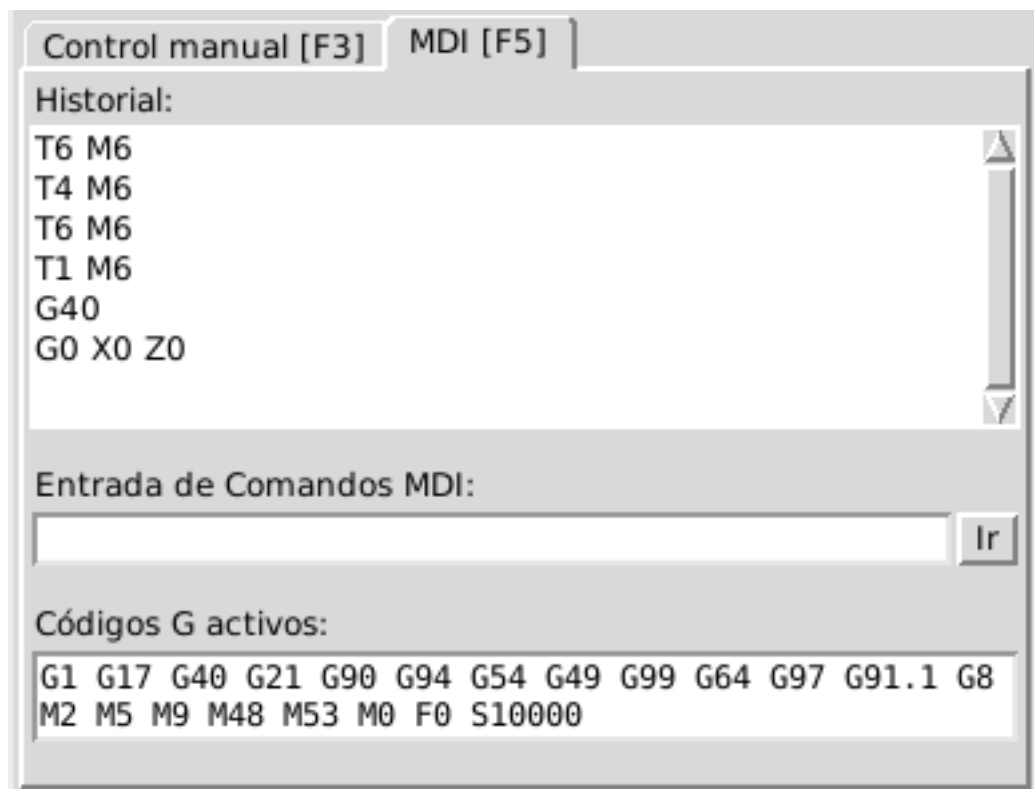 Control manual [F3] MDI [F5]
Historial:
T6 M6
T4 M6
T6 M6
T1 M6
G40
G0 X0 Z0
Entrada de Comandos MDI:
Ir
Códigos G activos:
G1 G17 G40 G21 G90 G94 G54 G49 G99 G64 G97 G91.1 G8
M2 M5 M9 M48 M53 M0 F0 S10000